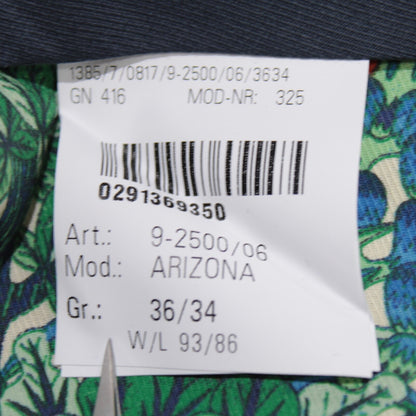 1385/7/0817/9-2500/06/3634
GN 416 MOD-NR: 325
0291369350
Art.: 9-2500/06
Mod.: ARIZONA
Gr.: 36/34
W/L 93/86